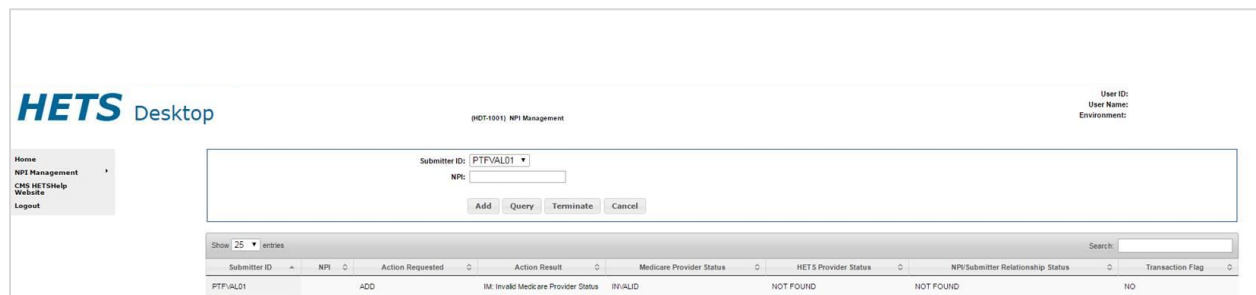 User ID:
HETS Desktop
User Name:
(HDT-1001) NPI Management
Environment:
Home
NPI Management
CMS HETSHelp
Website
Logout
Submitter ID: PTFVAL01
NPI:
Add Query Terminate Cancel
Show 25 entries
Search:
Submitter ID NPI Action Requested Action Result Medicare Provider Status HETS Provider Status NPI/Submitter Relationship Status Transaction Flag
PTFVAL01 ADD IM: Invalid Medicare Provider Status INVALID NOT FOUND NOT FOUND NO